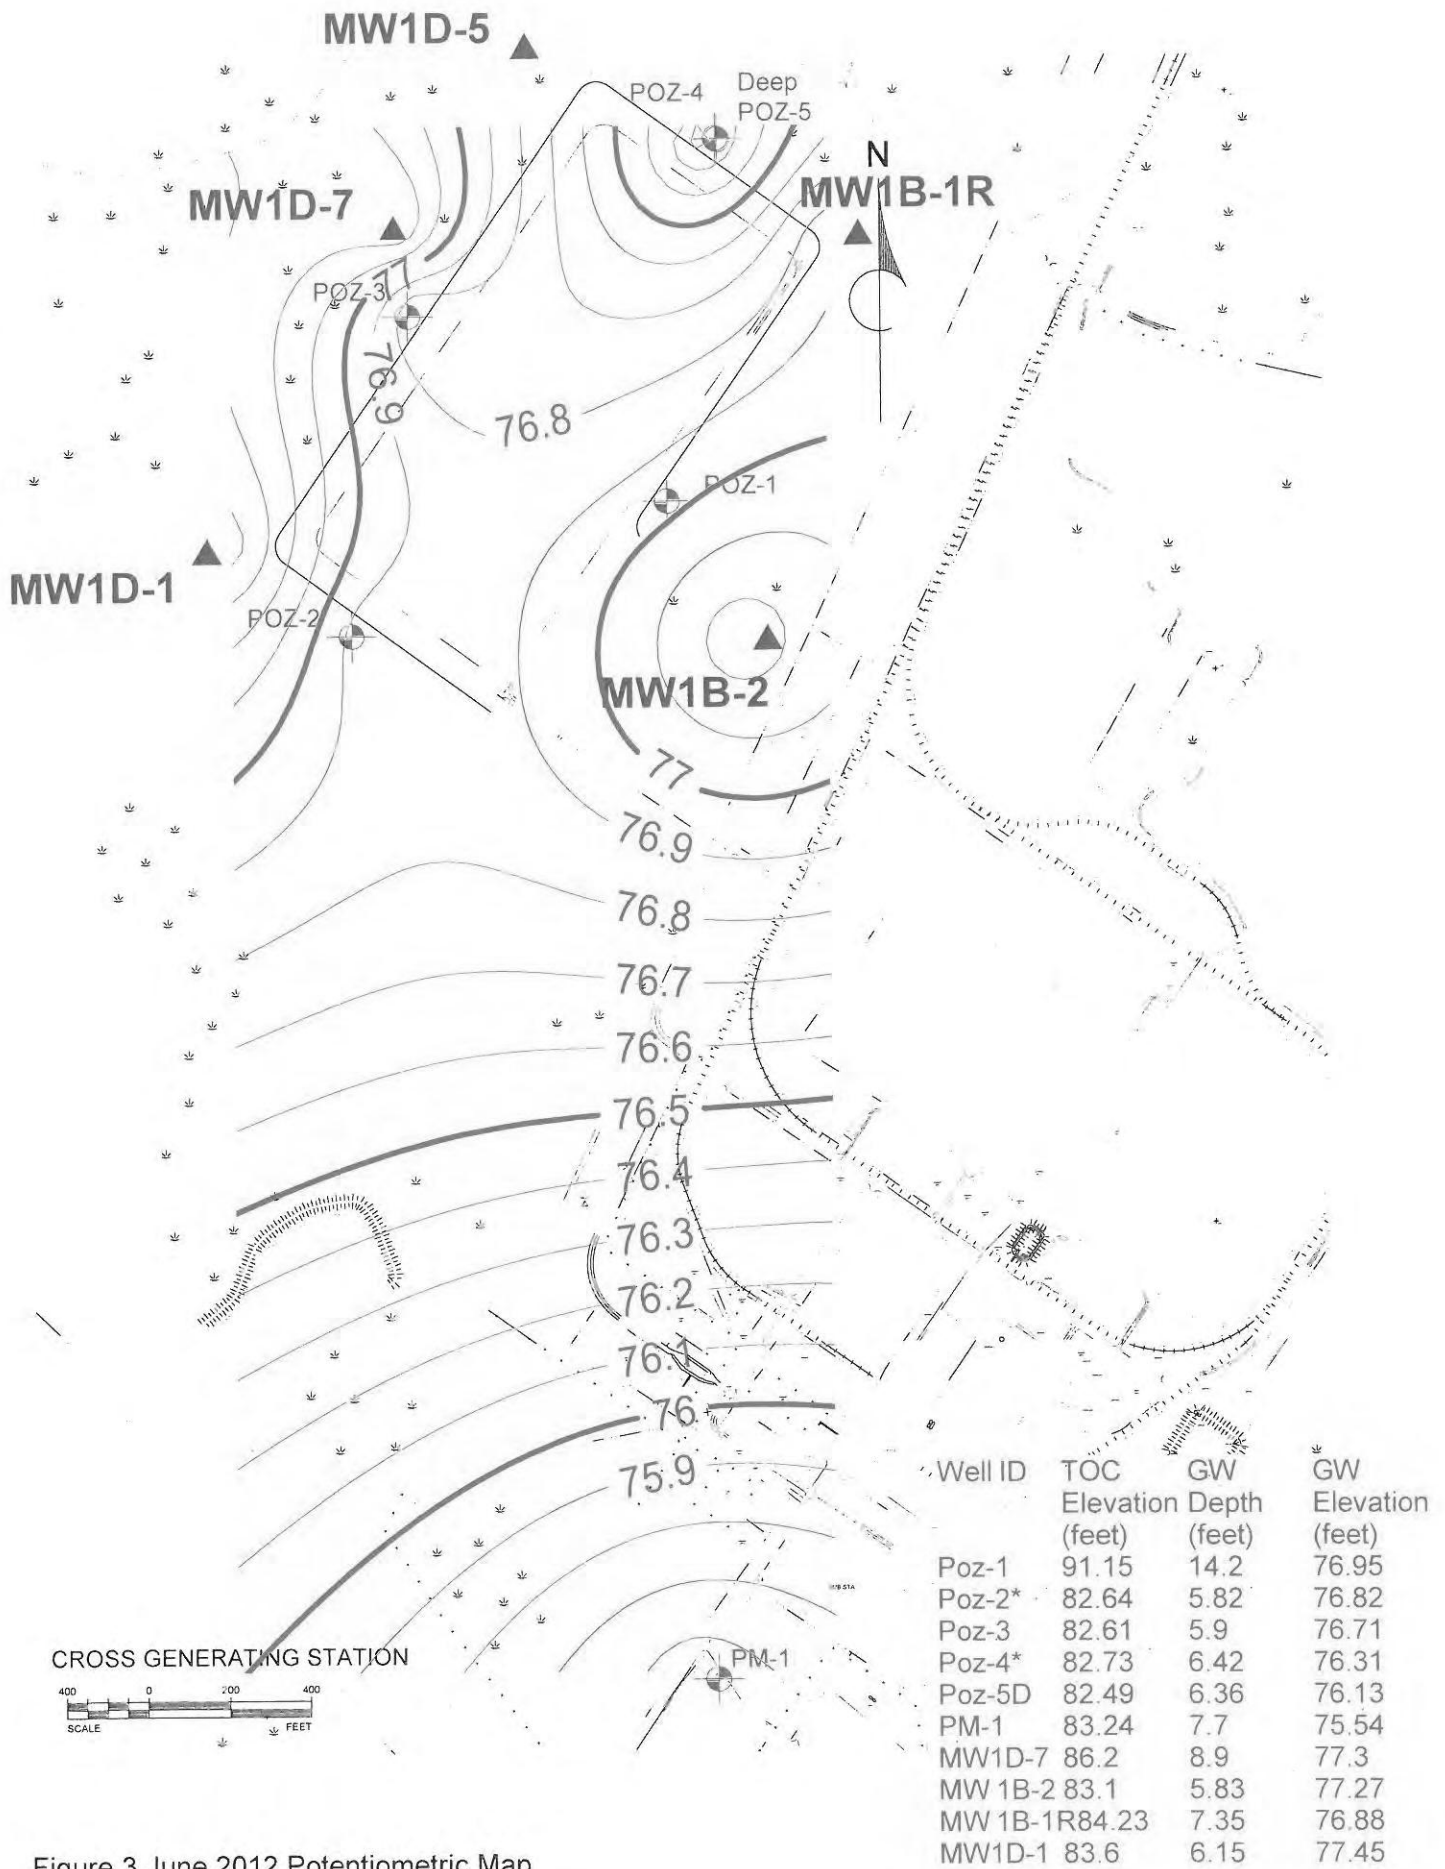 MW1D-5
POZ-4
Deep
POZ-5
N
MW1D-7
MW1B-1R
POZ-3
77
76.9
76.8
POZ-1
MW1D-1
POZ-2
MW1B-2
77
76.9
76.8
76.7
76.6
76.5
76.4
76.3
76.2
76.1
76
75.9
PM-1
CROSS GENERATING STATION
400 0 200 400
SCALE FEET
Well ID TOC GW GW
Elevation Depth Elevation
(feet) (feet) (feet)
Poz-1 91.15 14.2 76.95
Poz-2* 82.64 5.82 76.82
Poz-3 82.61 5.9 76.71
Poz-4* 82.73 6.42 76.31
Poz-5D 82.49 6.36 76.13
PM-1 83.24 7.7 75.54
MW1D-7 86.2 8.9 77.3
MW 1B-2 83.1 5.83 77.27
MW 1B-1R 84.23 7.35 76.88
MW1D-1 83.6 6.15 77.45
Figure 3 June 2012 Potentiometric Map